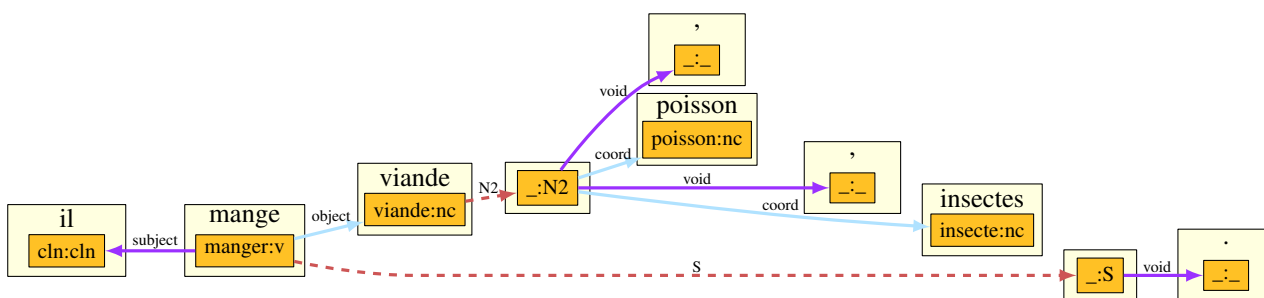 ,
_:_
void
poisson
poisson:nc
coord
,
_:_
void
viande
viande:nc
N2
_:N2
coord
insectes
insecte:nc
il
cln:cln
subject
mange
manger:v
object
S
_:S
void
.
_:_